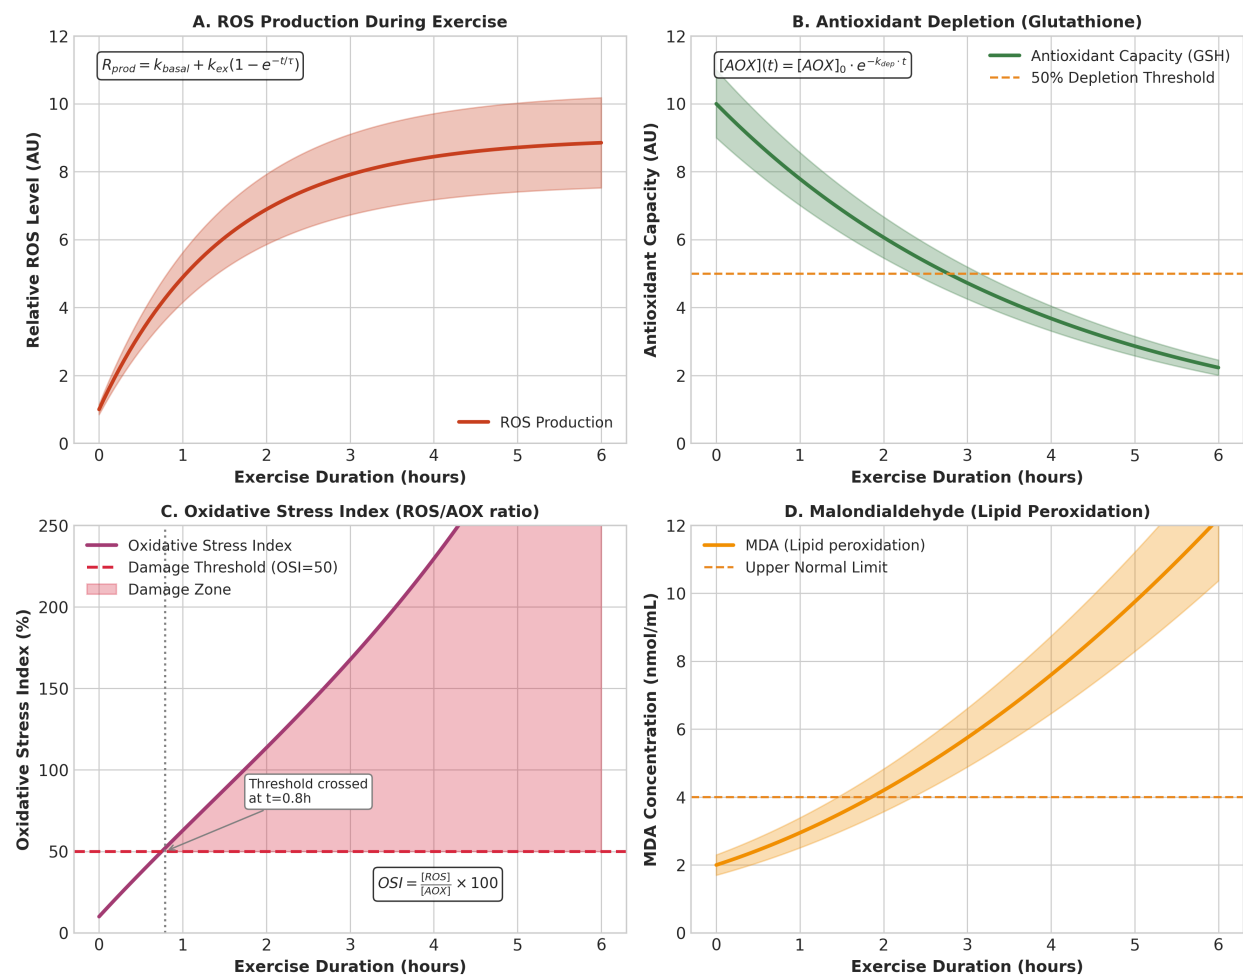 A. ROS Production During Exercise
R_prod = k_basal + k_ex(1 − e^{−t/τ})
12
10
8
6
4
2
0
Relative ROS Level (AU)
ROS Production
0 1 2 3 4 5 6
Exercise Duration (hours)
B. Antioxidant Depletion (Glutathione)
[AOX](t) = [AOX]_0 · e^{−k_dep · t}
Antioxidant Capacity (GSH)
50% Depletion Threshold
12
10
8
6
4
2
0
Antioxidant Capacity (AU)
0 1 2 3 4 5 6
Exercise Duration (hours)
C. Oxidative Stress Index (ROS/AOX ratio)
Oxidative Stress Index
Damage Threshold (OSI=50)
Damage Zone
250
200
150
100
50
0
Oxidative Stress Index (%)
Threshold crossed
at t=0.8h
OSI = [ROS]/[AOX] × 100
0 1 2 3 4 5 6
Exercise Duration (hours)
D. Malondialdehyde (Lipid Peroxidation)
MDA (Lipid peroxidation)
Upper Normal Limit
12
10
8
6
4
2
0
MDA Concentration (nmol/mL)
0 1 2 3 4 5 6
Exercise Duration (hours)